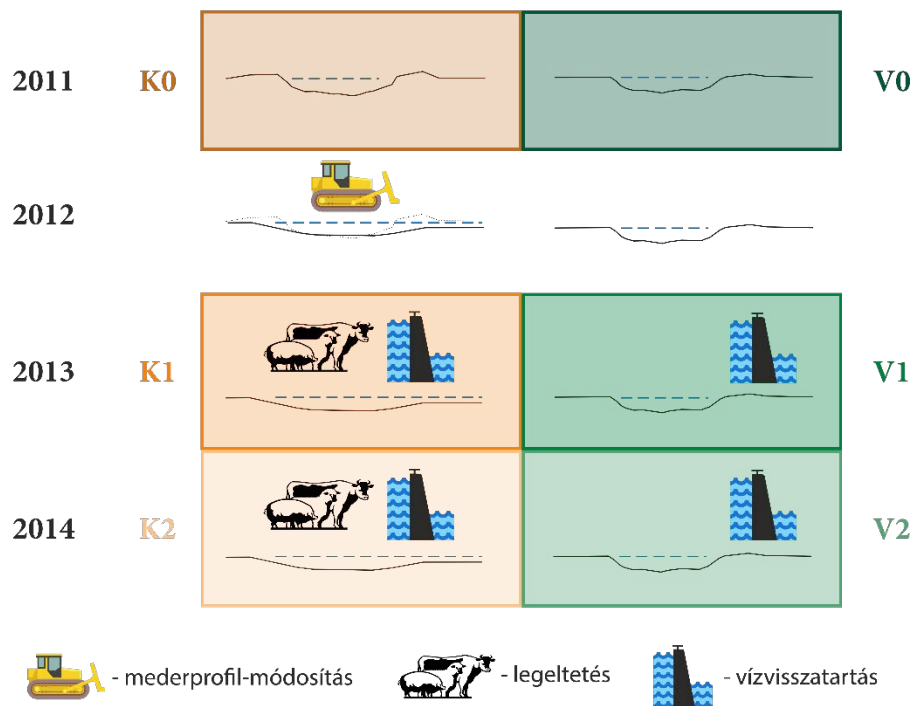 2011 K0 V0
2012
2013 K1 V1
2014 K2 V2
- mederprofil-módosítás - legeltetés - vízvisszatartás